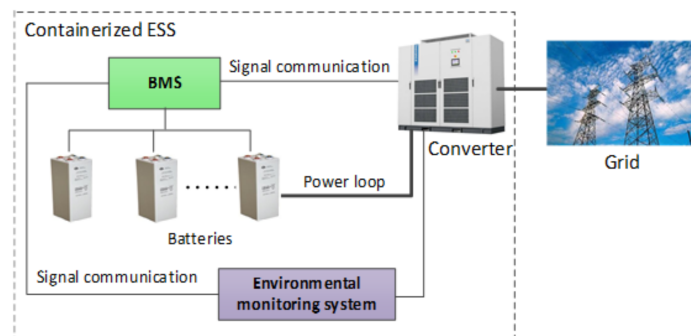 Containerized ESS
BMS
Signal communication
Converter
Grid
Power loop
Batteries
Signal communication
Environmental
monitoring system